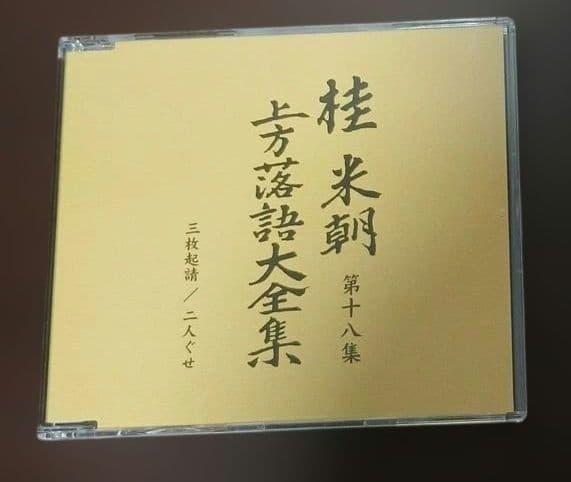 桂 米朝
第十八集
上方落語大全集
三枚起請／二人ぐせ